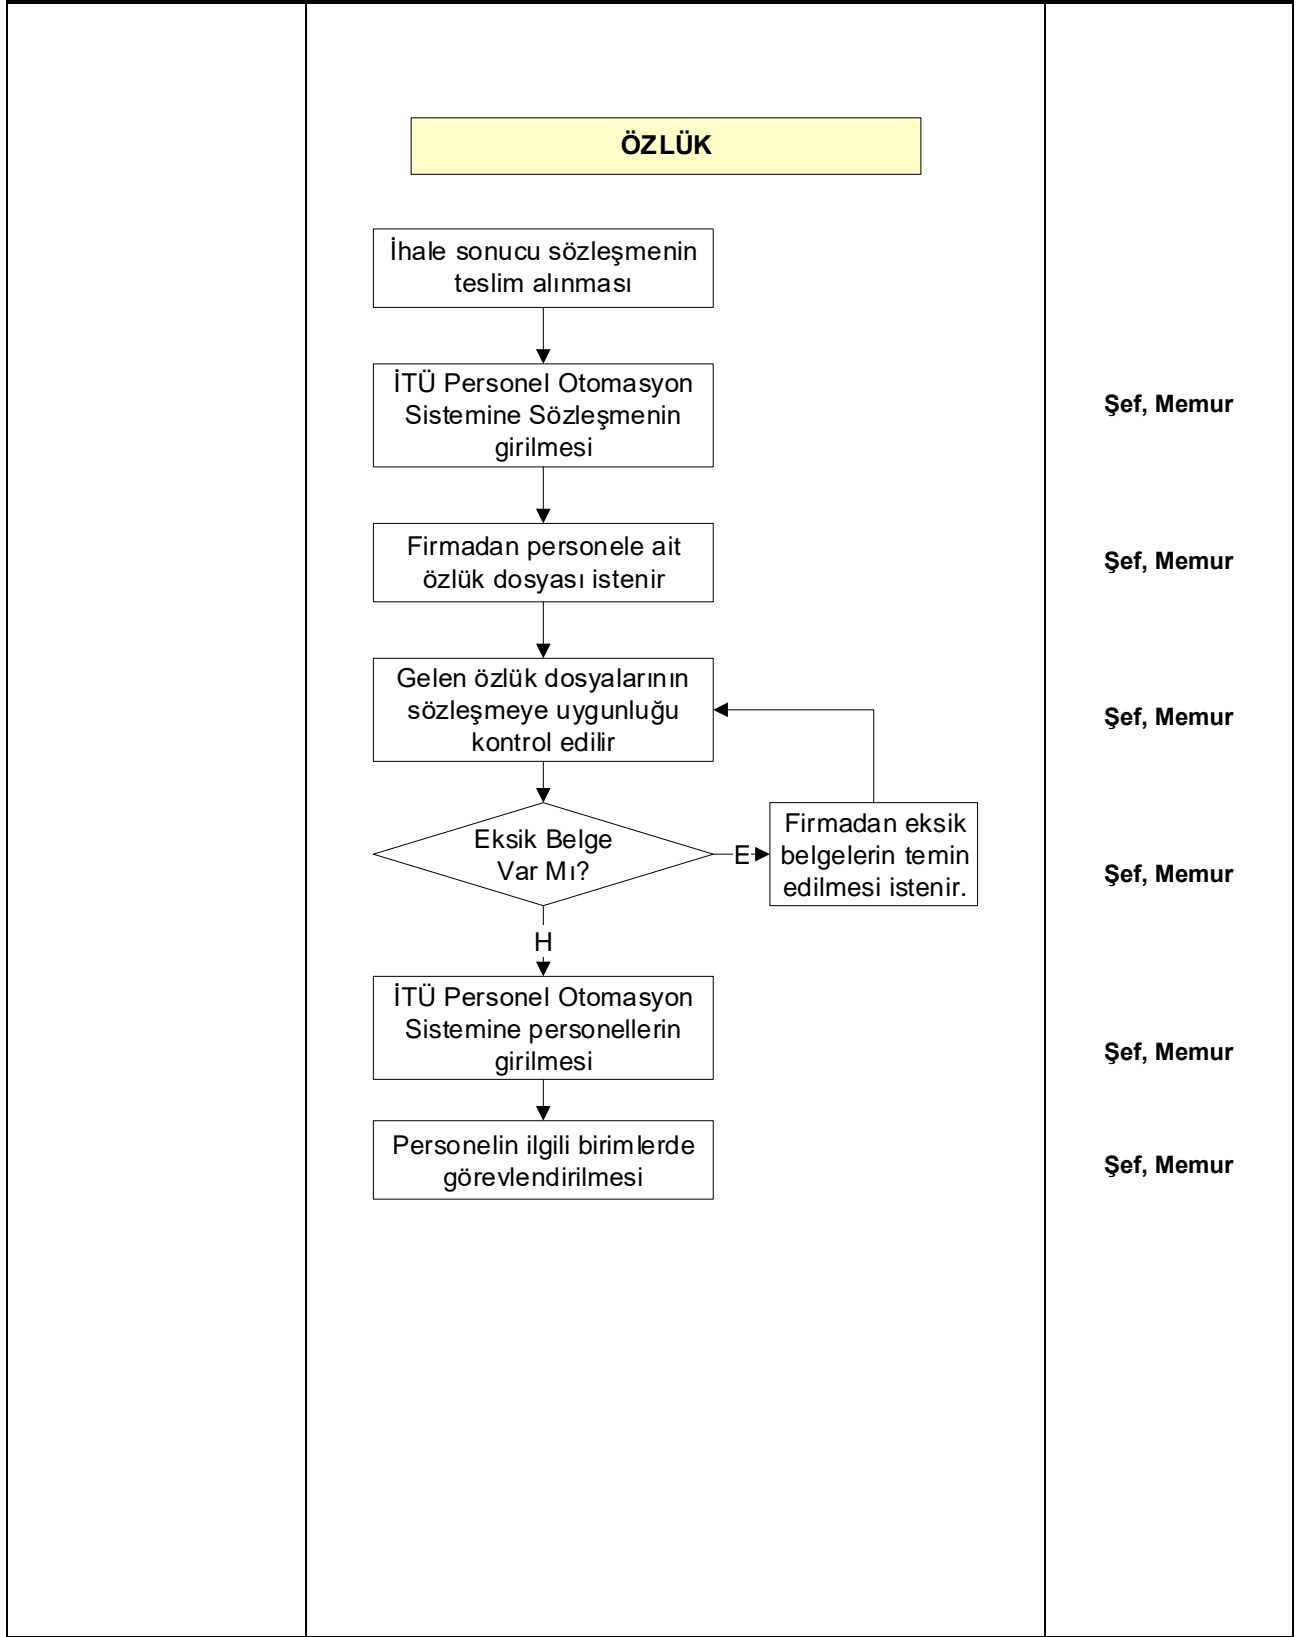 ÖZLÜK
İhale sonucu sözleşmenin
teslim alınması
İTÜ Personel Otomasyon
Sistemine Sözleşmenin
girilmesi
Şef, Memur
Firmadan personele ait
özlük dosyası istenir
Şef, Memur
Gelen özlük dosyalarının
sözleşmeye uygunluğu
kontrol edilir
Şef, Memur
Eksik Belge
Var Mı?
E
Firmadan eksik
belgelerin temin
edilmesi istenir.
Şef, Memur
H
İTÜ Personel Otomasyon
Sistemine personellerin
girilmesi
Şef, Memur
Personelin ilgili birimlerde
görevlendirilmesi
Şef, Memur